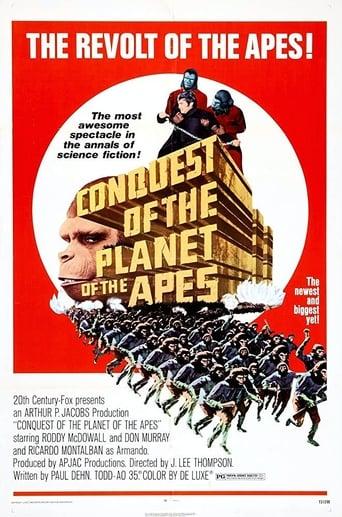 THE REVOLT OF THE APES!
The most
awesome
spectacle in
the annals of
science fiction!
CONQUEST
OF THE
PLANET
OF THE APES
The
newest
and
biggest
yet!
20th Century-Fox presents
an ARTHUR P. JACOBS Production
"CONQUEST OF THE PLANET OF THE APES"
starring RODDY McDOWALL and DON MURRAY
and RICARDO MONTALBAN as Armando.
Produced by APJAC Productions. Directed by J. LEE THOMPSON.
Written by PAUL DEHN. TODD-AO 35. COLOR BY DE LUXE®
PG